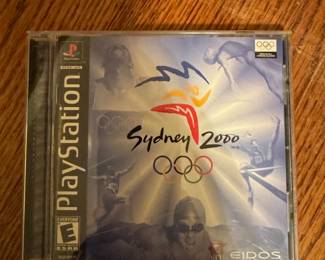 PlayStation
Sydney 2000
EVERYONE
E
EIDOS